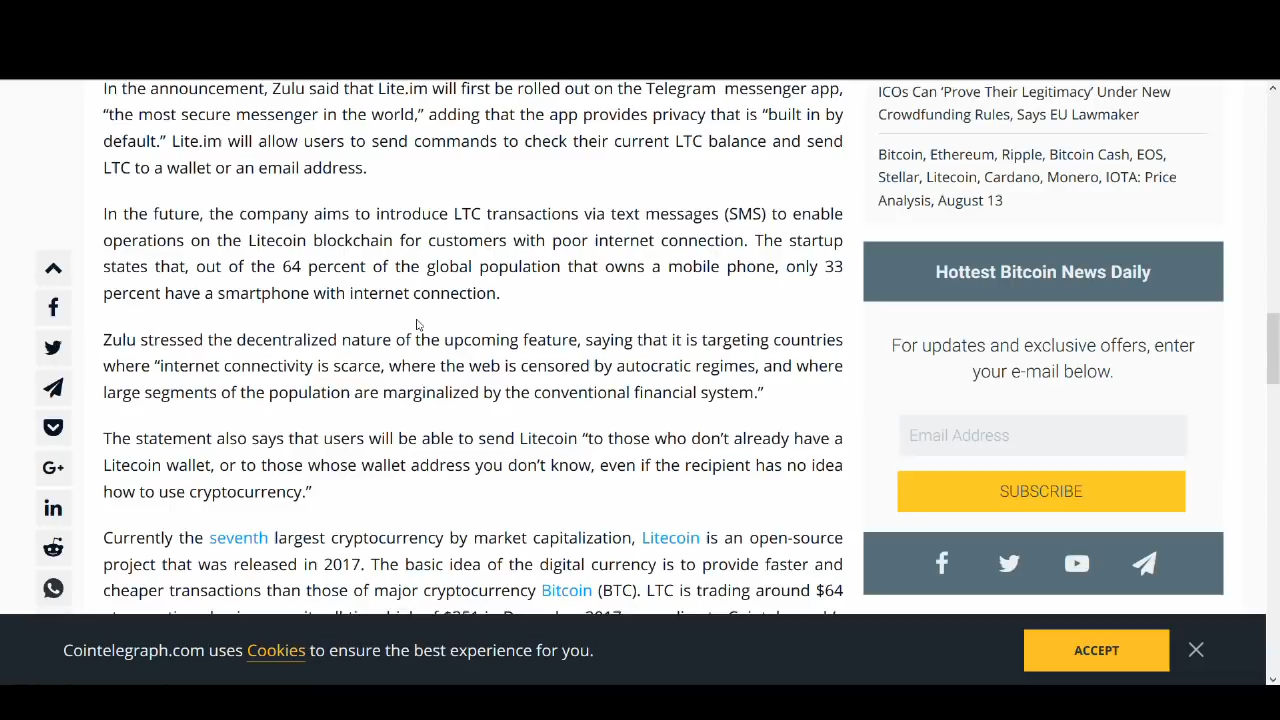 In the announcement, Zulu said that Lite.im will first be rolled out on the Telegram messenger app,
“the most secure messenger in the world,” adding that the app provides privacy that is “built in by
default.” Lite.im will allow users to send commands to check their current LTC balance and send
LTC to a wallet or an email address.
In the future, the company aims to introduce LTC transactions via text messages (SMS) to enable
operations on the Litecoin blockchain for customers with poor internet connection. The startup
states that, out of the 64 percent of the global population that owns a mobile phone, only 33
percent have a smartphone with internet connection.
Zulu stressed the decentralized nature of the upcoming feature, saying that it is targeting countries
where “internet connectivity is scarce, where the web is censored by autocratic regimes, and where
large segments of the population are marginalized by the conventional financial system.”
The statement also says that users will be able to send Litecoin “to those who don’t already have a
Litecoin wallet, or to those whose wallet address you don’t know, even if the recipient has no idea
how to use cryptocurrency.”
Currently the seventh largest cryptocurrency by market capitalization, Litecoin is an open-source
project that was released in 2017. The basic idea of the digital currency is to provide faster and
cheaper transactions than those of major cryptocurrency Bitcoin (BTC). LTC is trading around $64
ICOs Can ‘Prove Their Legitimacy’ Under New
Crowdfunding Rules, Says EU Lawmaker
Bitcoin, Ethereum, Ripple, Bitcoin Cash, EOS,
Stellar, Litecoin, Cardano, Monero, IOTA: Price
Analysis, August 13
Hottest Bitcoin News Daily
For updates and exclusive offers, enter
your e-mail below.
Email Address
SUBSCRIBE
Cointelegraph.com uses Cookies to ensure the best experience for you.
ACCEPT